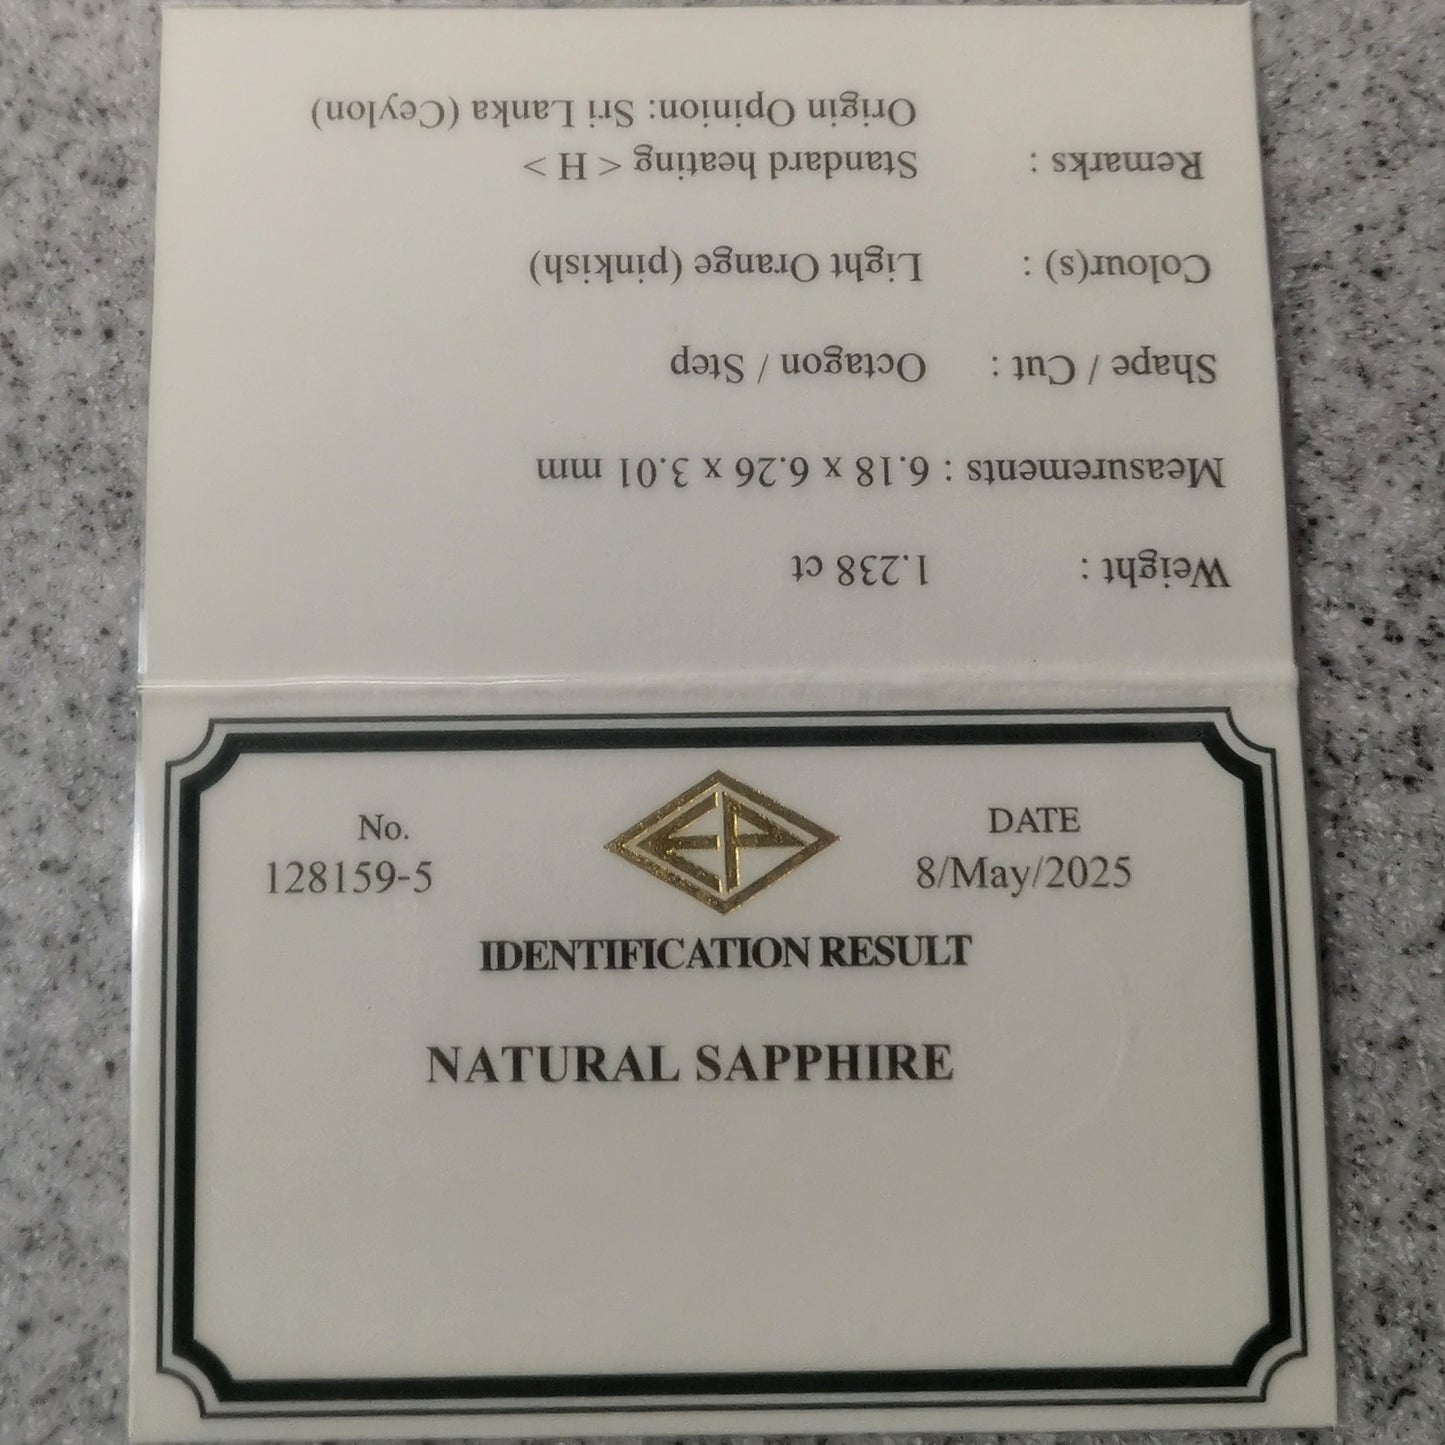 No.
128159-5
EP
DATE
8/May/2025
IDENTIFICATION RESULT
NATURAL SAPPHIRE
Weight : 1.238 ct
Measurements : 6.18 x 6.26 x 3.01 mm
Shape / Cut : Octagon / Step
Colour(s) : Light Orange (pinkish)
Remarks : Standard heating < H >
Origin Opinion: Sri Lanka (Ceylon)